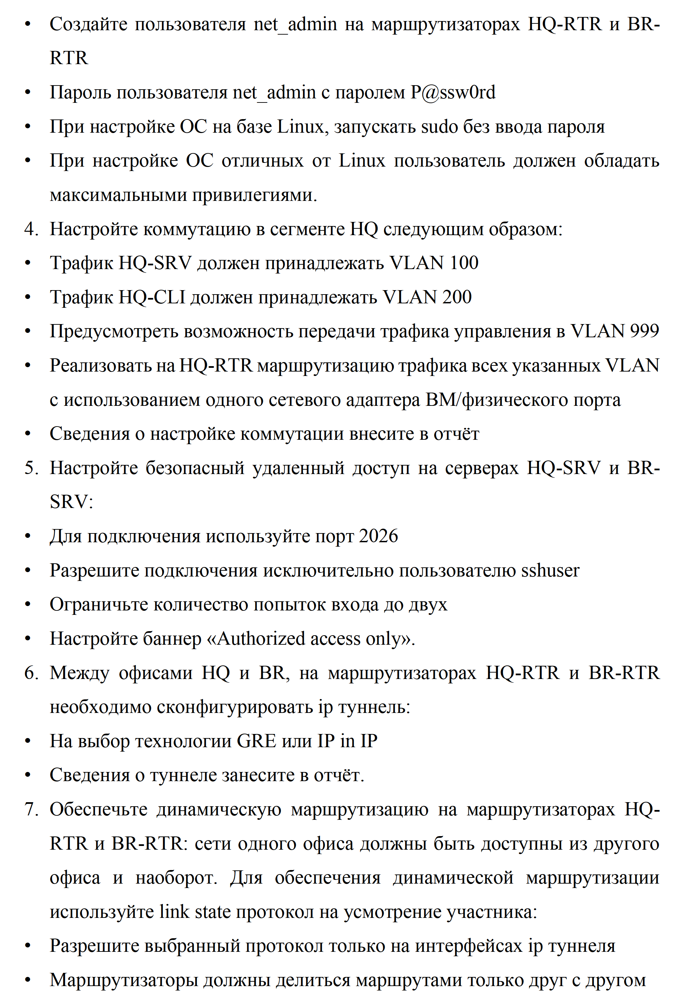 • Создайте пользователя net_admin на маршрутизаторах HQ-RTR и BR-
RTR
• Пароль пользователя net_admin с паролем P@ssw0rd
• При настройке ОС на базе Linux, запускать sudo без ввода пароля
• При настройке ОС отличных от Linux пользователь должен обладать
максимальными привилегиями.
4. Настройте коммутацию в сегменте HQ следующим образом:
• Трафик HQ-SRV должен принадлежать VLAN 100
• Трафик HQ-CLI должен принадлежать VLAN 200
• Предусмотреть возможность передачи трафика управления в VLAN 999
• Реализовать на HQ-RTR маршрутизацию трафика всех указанных VLAN
с использованием одного сетевого адаптера ВМ/физического порта
• Сведения о настройке коммутации внесите в отчёт
5. Настройте безопасный удаленный доступ на серверах HQ-SRV и BR-
SRV:
• Для подключения используйте порт 2026
• Разрешите подключения исключительно пользователю sshuser
• Ограничьте количество попыток входа до двух
• Настройте баннер «Authorized access only».
6. Между офисами HQ и BR, на маршрутизаторах HQ-RTR и BR-RTR
необходимо сконфигурировать ip туннель:
• На выбор технологии GRE или IP in IP
• Сведения о туннеле занесите в отчёт.
7. Обеспечьте динамическую маршрутизацию на маршрутизаторах HQ-
RTR и BR-RTR: сети одного офиса должны быть доступны из другого
офиса и наоборот. Для обеспечения динамической маршрутизации
используйте link state протокол на усмотрение участника:
• Разрешите выбранный протокол только на интерфейсах ip туннеля
• Маршрутизаторы должны делиться маршрутами только друг с другом